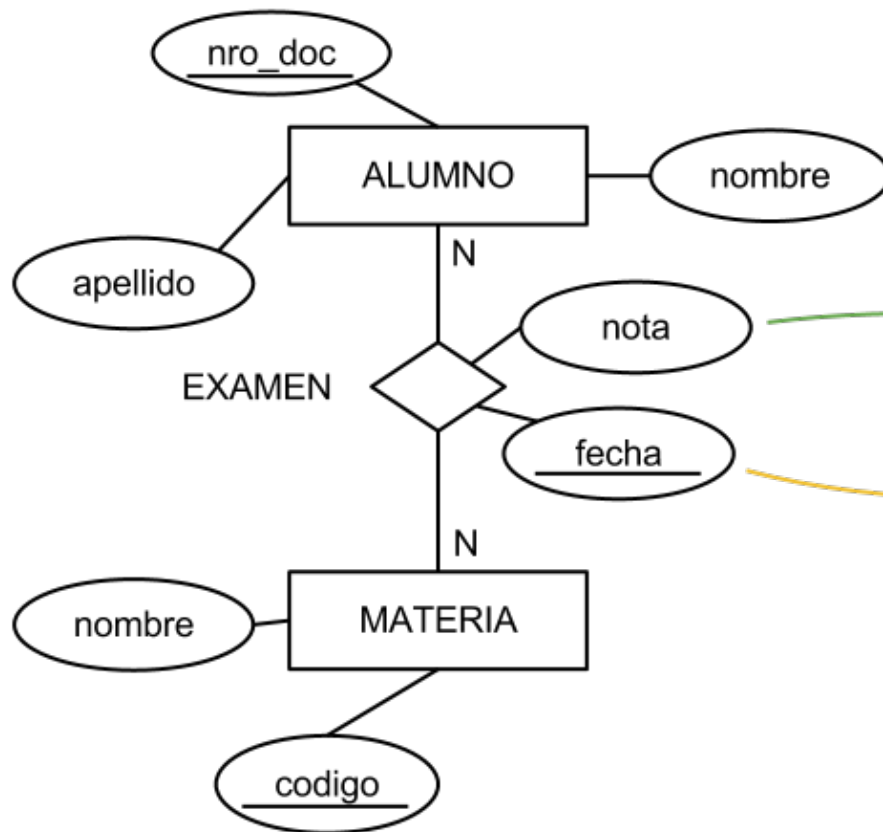 nro_doc
ALUMNO
nombre
apellido
N
nota
EXAMEN
fecha
N
nombre
MATERIA
codigo